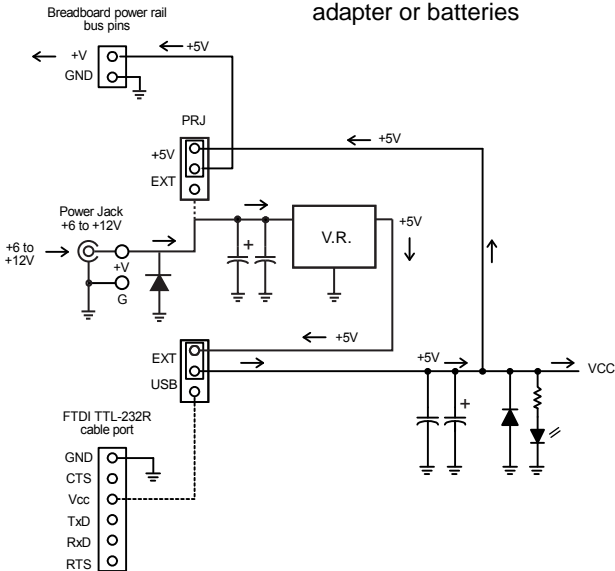 adapter or batteries
Breadboard power rail
bus pins
+V
+5V
GND
PRJ
+5V
+5V
EXT
Power Jack
+6 to +12V
+5V
V.R.
+6 to
+12V
+V
G
+
+5V
EXT
+5V
VCC
USB
+
FTDI TTL-232R
cable port
GND
CTS
Vcc
TxD
RxD
RTS